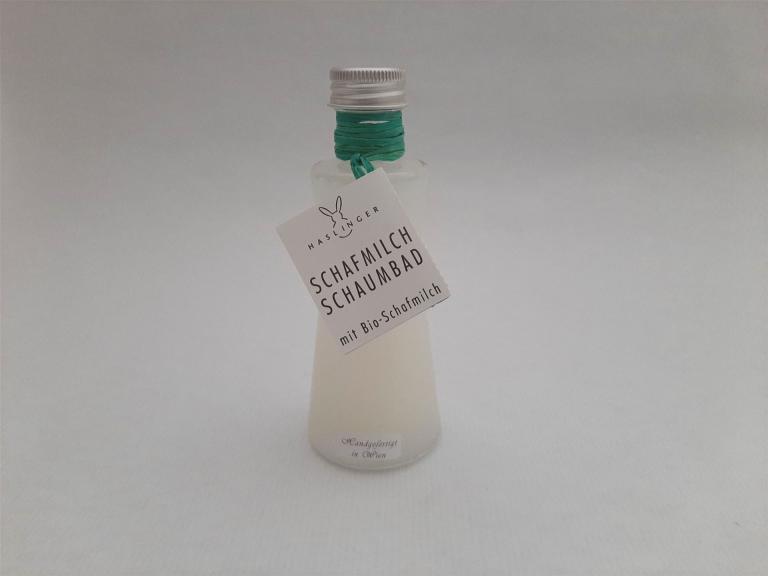 HASLINGER
SCHAFMILCH
SCHAUMBAD
mit Bio-Schafmilch
Handgefertigt
in Wien